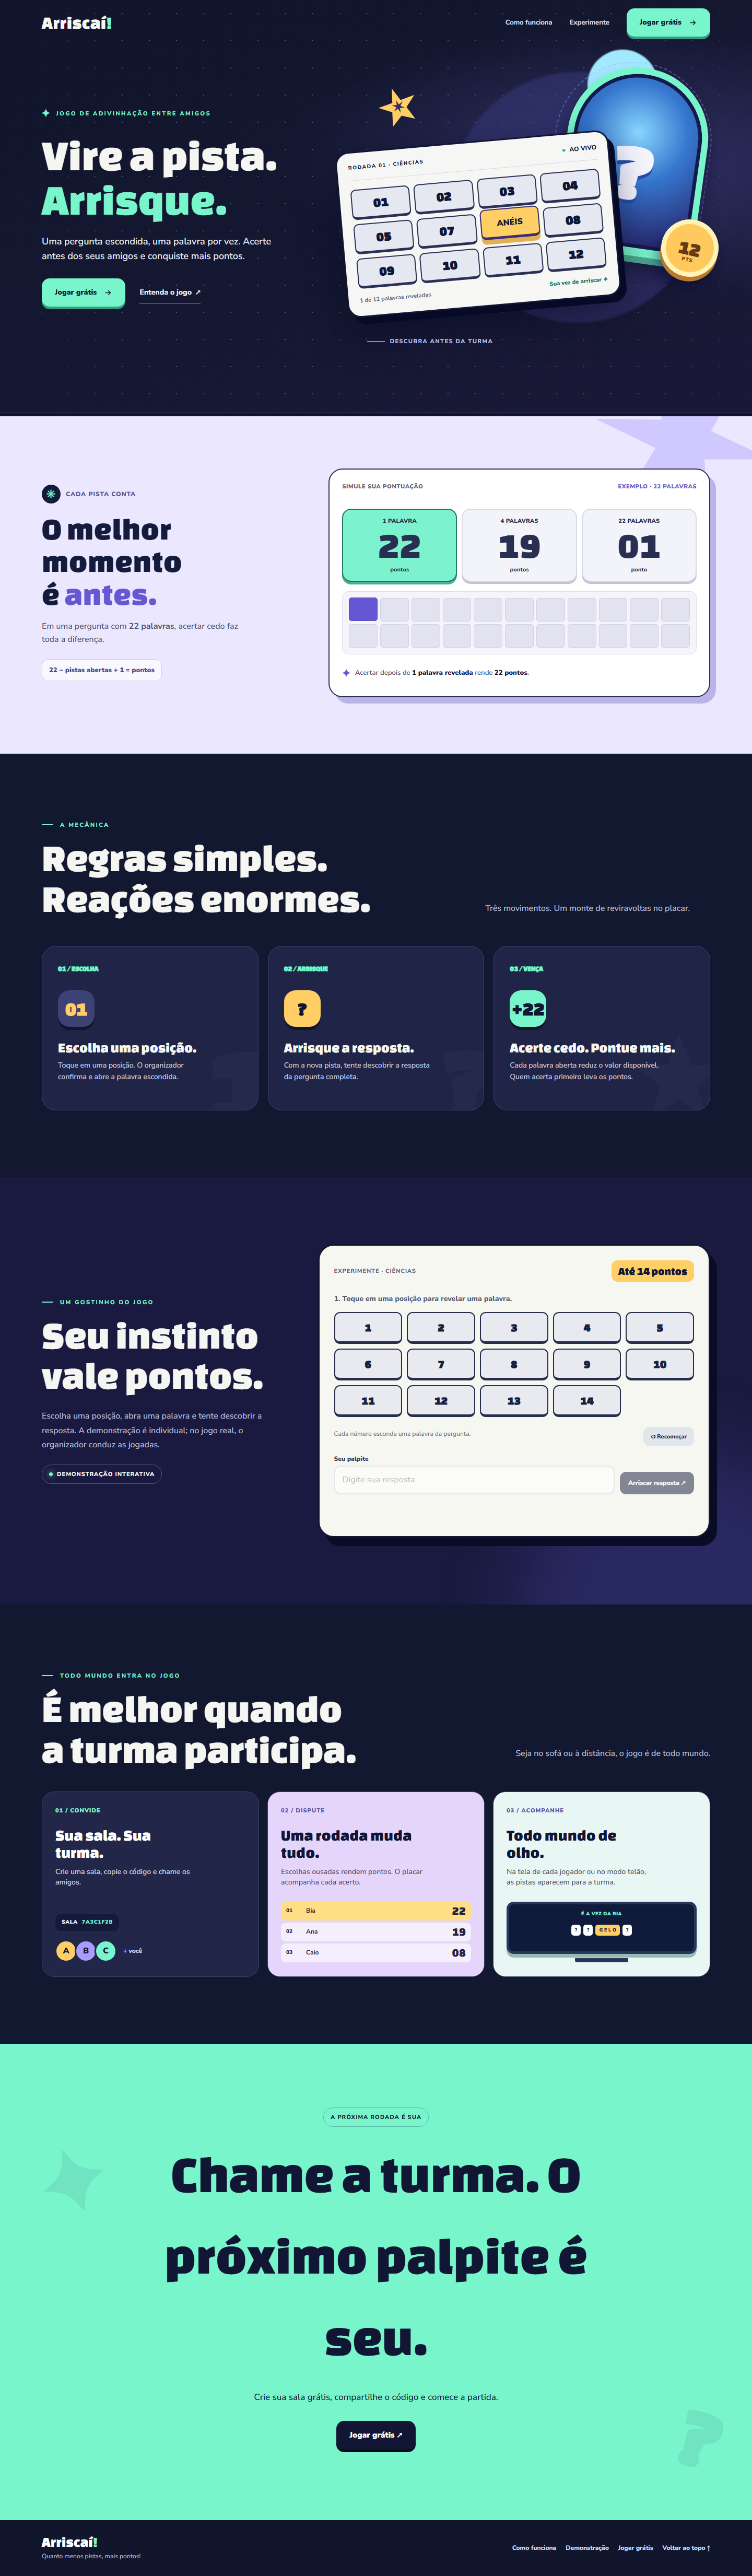 Arriscaí!
Como funciona
Experimente
Jogar grátis →
✦ JOGO DE ADIVINHAÇÃO ENTRE AMIGOS
Vire a pista.
Arrisque.
Uma pergunta escondida, uma palavra por vez. Acerte
antes dos seus amigos e conquiste mais pontos.
Jogar grátis →
Entenda o jogo ↗
RODADA 01 · CIÊNCIAS
AO VIVO
01 02 03 04
05 07 ANÉIS 08
09 10 11 12
1 de 12 palavras reveladas
Sua vez de arriscar ✦
?
12
PTS
DESCUBRA ANTES DA TURMA
CADA PISTA CONTA
O melhor
momento
é antes.
Em uma pergunta com 22 palavras, acertar cedo faz
toda a diferença.
22 − pistas abertas + 1 = pontos
SIMULE SUA PONTUAÇÃO
EXEMPLO · 22 PALAVRAS
1 PALAVRA
22
pontos
4 PALAVRAS
19
pontos
22 PALAVRAS
01
ponto
✦ Acertar depois de 1 palavra revelada rende 22 pontos.
A MECÂNICA
Regras simples.
Reações enormes.
Três movimentos. Um monte de reviravoltas no placar.
01 / ESCOLHA
01
Escolha uma posição.
Toque em uma posição. O organizador
confirma e abre a palavra escondida.
02 / ARRISQUE
?
Arrisque a resposta.
Com a nova pista, tente descobrir a resposta
da pergunta completa.
03 / VENÇA
+22
Acerte cedo. Pontue mais.
Cada palavra aberta reduz o valor disponível.
Quem acerta primeiro leva os pontos.
UM GOSTINHO DO JOGO
Seu instinto
vale pontos.
Escolha uma posição, abra uma palavra e tente descobrir a
resposta. A demonstração é individual; no jogo real, o
organizador conduz as jogadas.
DEMONSTRAÇÃO INTERATIVA
EXPERIMENTE · CIÊNCIAS
Até 14 pontos
1. Toque em uma posição para revelar uma palavra.
1 2 3 4 5
6 7 8 9 10
11 12 13 14
Cada número esconde uma palavra da pergunta.
↺ Recomeçar
Seu palpite
Digite sua resposta
Arriscar resposta ↗
TODO MUNDO ENTRA NO JOGO
É melhor quando
a turma participa.
Seja no sofá ou à distância, o jogo é de todo mundo.
01 / CONVIDE
Sua sala. Sua
turma.
Crie uma sala, copie o código e chame os
amigos.
SALA 7A3C1F2B
A B C + você
02 / DISPUTE
Uma rodada muda
tudo.
Escolhas ousadas rendem pontos. O placar
acompanha cada acerto.
01 Bia 22
02 Ana 19
03 Caio 08
03 / ACOMPANHE
Todo mundo de
olho.
Na tela de cada jogador ou no modo telão,
as pistas aparecem para a turma.
É A VEZ DA BIA
? ? GELO ?
A PRÓXIMA RODADA É SUA
Chame a turma. O
próximo palpite é
seu.
Crie sua sala grátis, compartilhe o código e comece a partida.
Jogar grátis ↗
?
Arriscaí!
Quanto menos pistas, mais pontos!
Como funciona
Demonstração
Jogar grátis
Voltar ao topo ↑